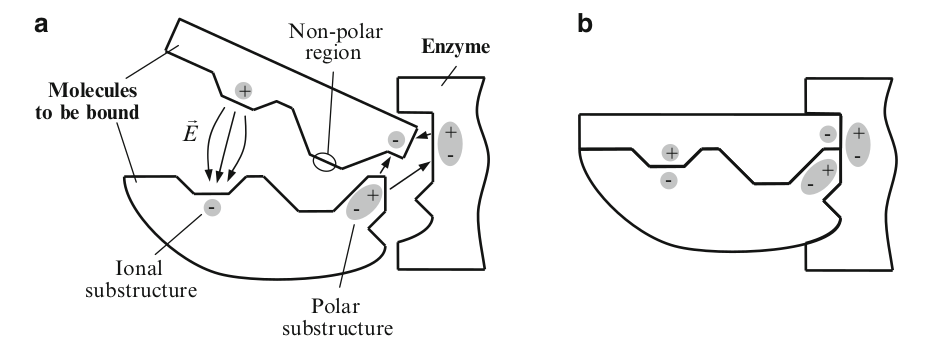 a
b
Non-polar
region
Enzyme
Molecules
to be bound
+
E
-
+
-
-
+
-
Ional
substructure
Polar
substructure
+
-
-
+
-
+
-